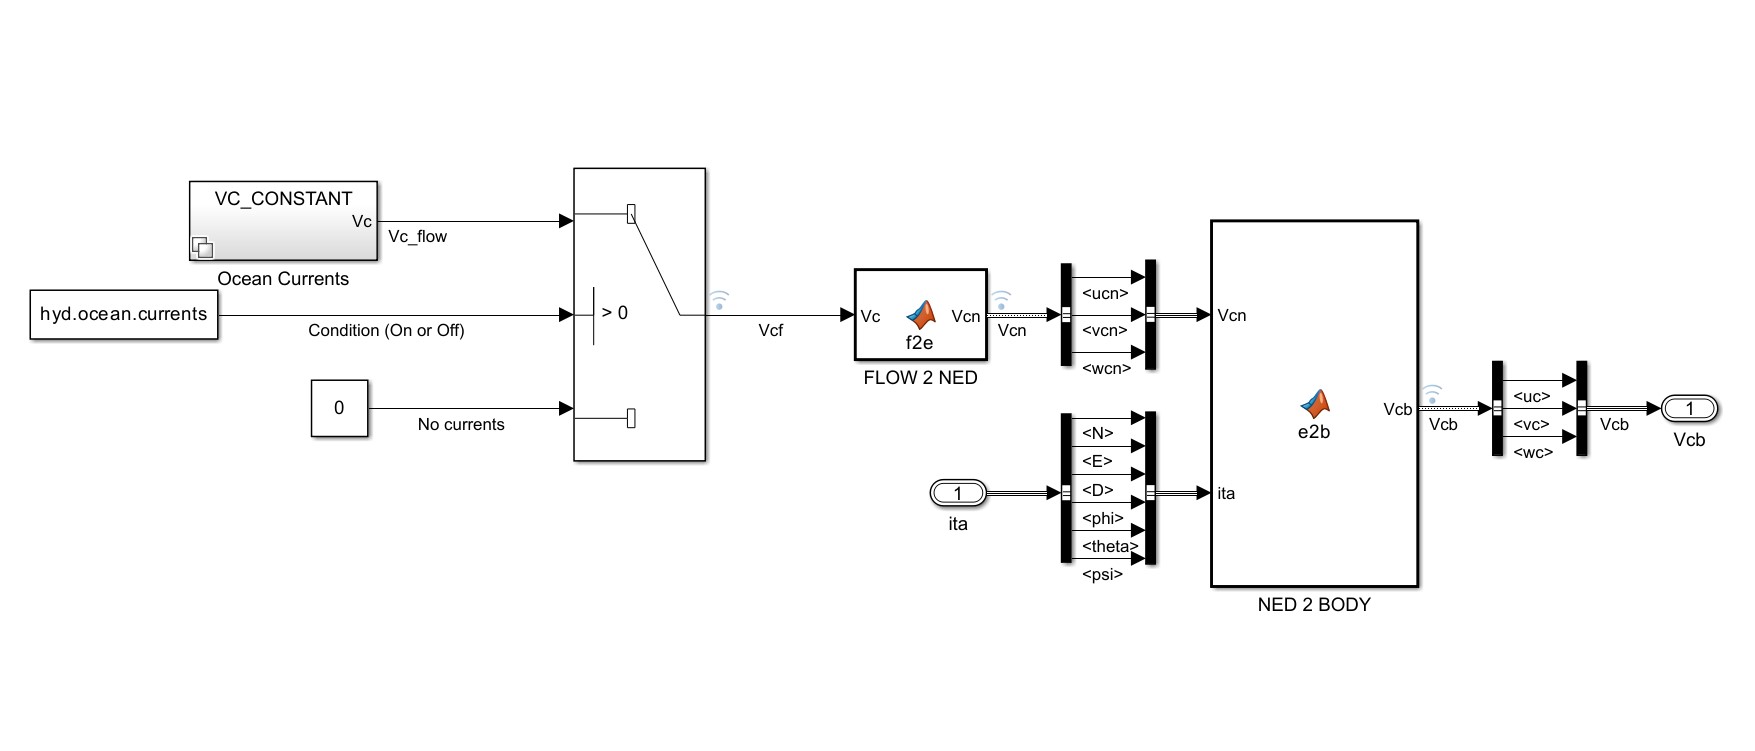 VC_CONSTANT
Vc
Vc_flow
Ocean Currents
hyd.ocean.currents
Condition (On or Off)
0
No currents
> 0
Vcf
Vc
Vcn
f2e
FLOW 2 NED
Vcn
<ucn>
<vcn>
<wcn>
1
ita
<N>
<E>
<D>
<phi>
<theta>
<psi>
Vcn
ita
e2b
Vcb
NED 2 BODY
Vcb
<uc>
<vc>
<wc>
Vcb
1
Vcb